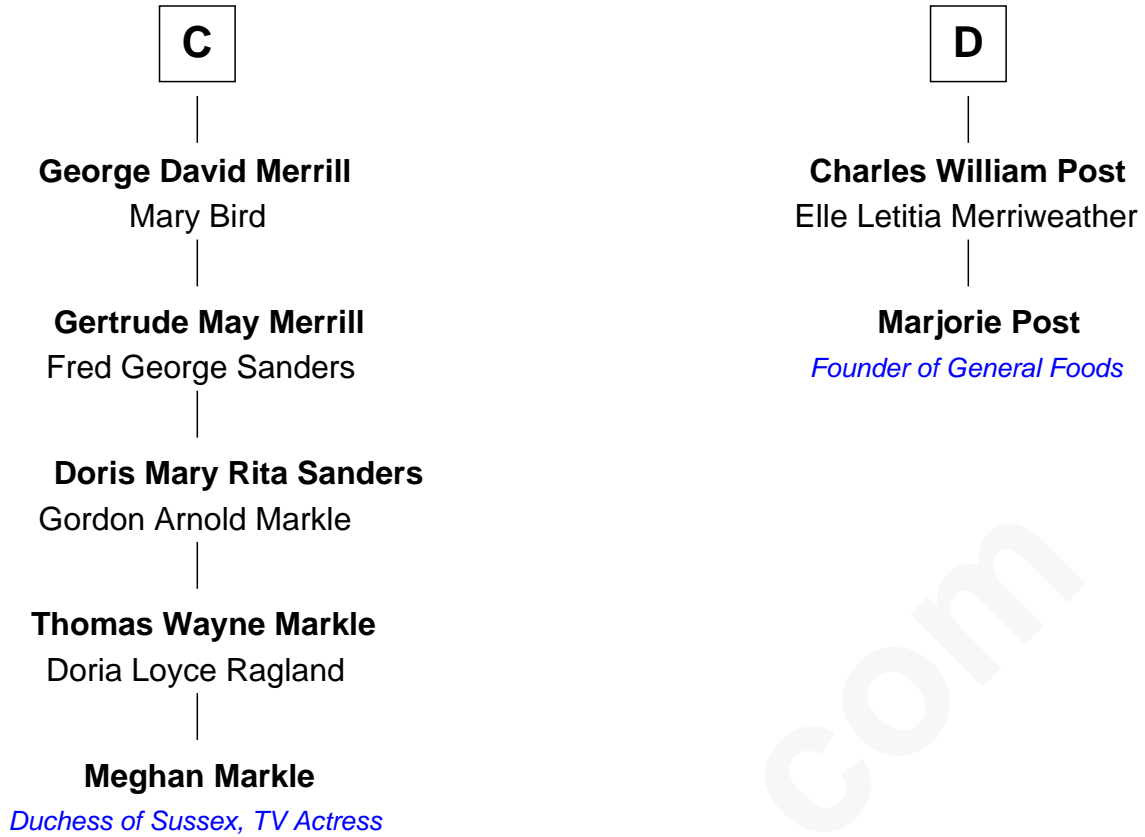 C
George David Merrill
Mary Bird
Gertrude May Merrill
Fred George Sanders
Doris Mary Rita Sanders
Gordon Arnold Markle
Thomas Wayne Markle
Doria Loyce Ragland
Meghan Markle
Duchess of Sussex, TV Actress
D
Charles William Post
Elle Letitia Merriweather
Marjorie Post
Founder of General Foods
com